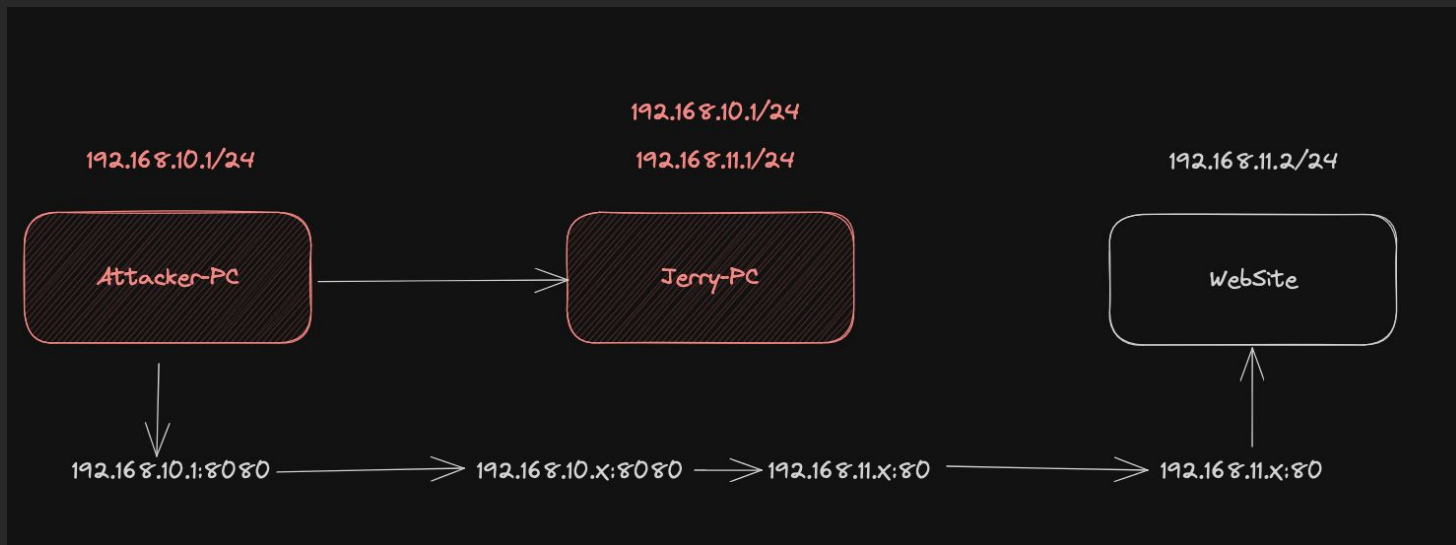 192.168.10.1/24
192.168.10.1/24
192.168.11.1/24
192.168.11.2/24
Attacker-PC
Jerry-PC
WebSite
192.168.10.1:8080
192.168.10.x:8080
192.168.11.x:80
192.168.11.x:80